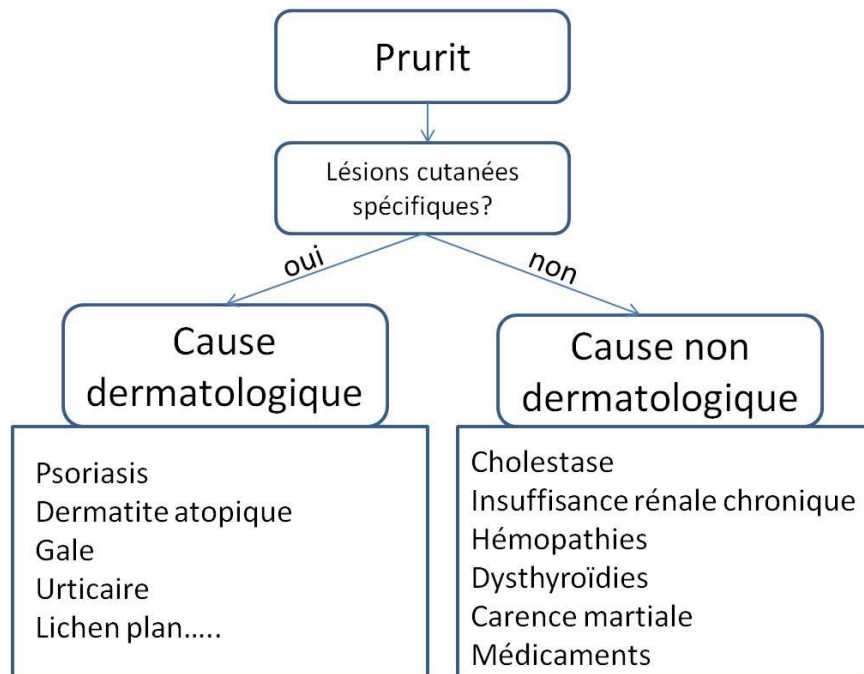 Prurit
Lésions cutanées
spécifiques?
oui
non
Cause
dermatologique
Psoriasis
Dermatite atopique
Gale
Urticaire
Lichen plan.....
Cause non
dermatologique
Cholestase
Insuffisance rénale chronique
Hémopathies
Dysthyroïdies
Carence martiale
Médicaments